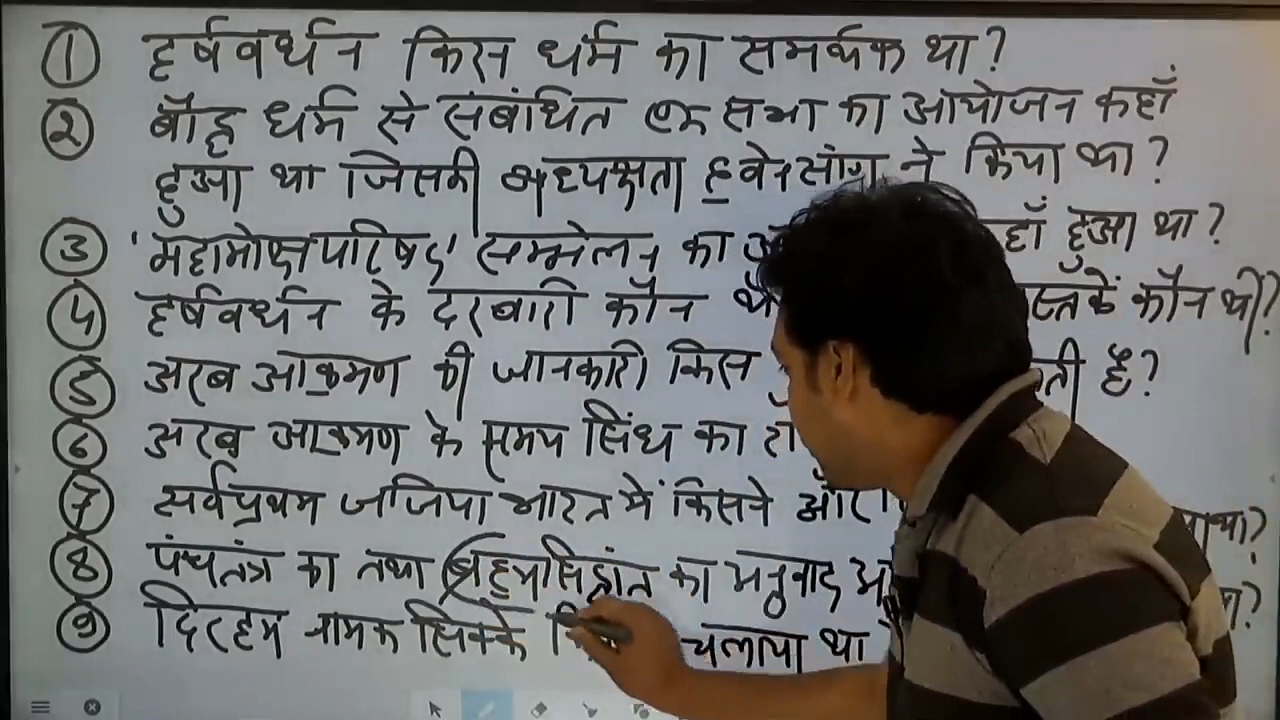 ① हर्षवर्धन किस धर्म का समर्थक था?
② बौद्ध धर्म से संबंधित एक सभा का आयोजन कहाँ
हुआ था जिसकी अध्यक्षता ह्वेनसांग ने किया था?
③ 'महामोक्षपरिषद' सम्मेलन का हुआ था?
④ हर्षवर्धन के दरबारी कौन कौन थी?
⑤ अरब आक्रमण की जानकारी किस है?
⑥ अरब आक्रमण के समय सिंध का
⑦ सर्वप्रथम जजिया भारत में किसने और
⑧ पंचतंत्र का तथा ब्रह्मसिद्धांत का अनुवाद
⑨ दिरहम नामक सिक्के चलाया था